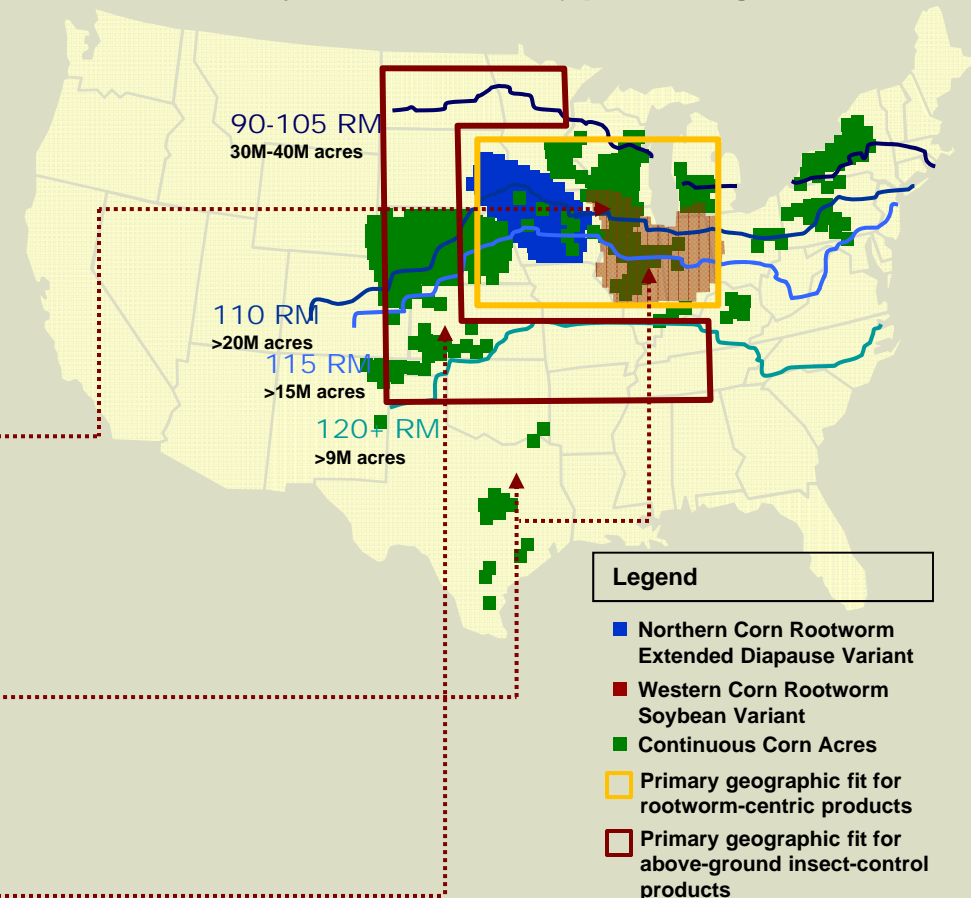 90-105 RM
30M-40M acres
110 RM
>20M acres
115 RM
>15M acres
120+ RM
>9M acres
Legend
Northern Corn Rootworm
Extended Diapause Variant
Western Corn Rootworm
Soybean Variant
Continuous Corn Acres
Primary geographic fit for
rootworm-centric products
Primary geographic fit for
above-ground insect-control
products